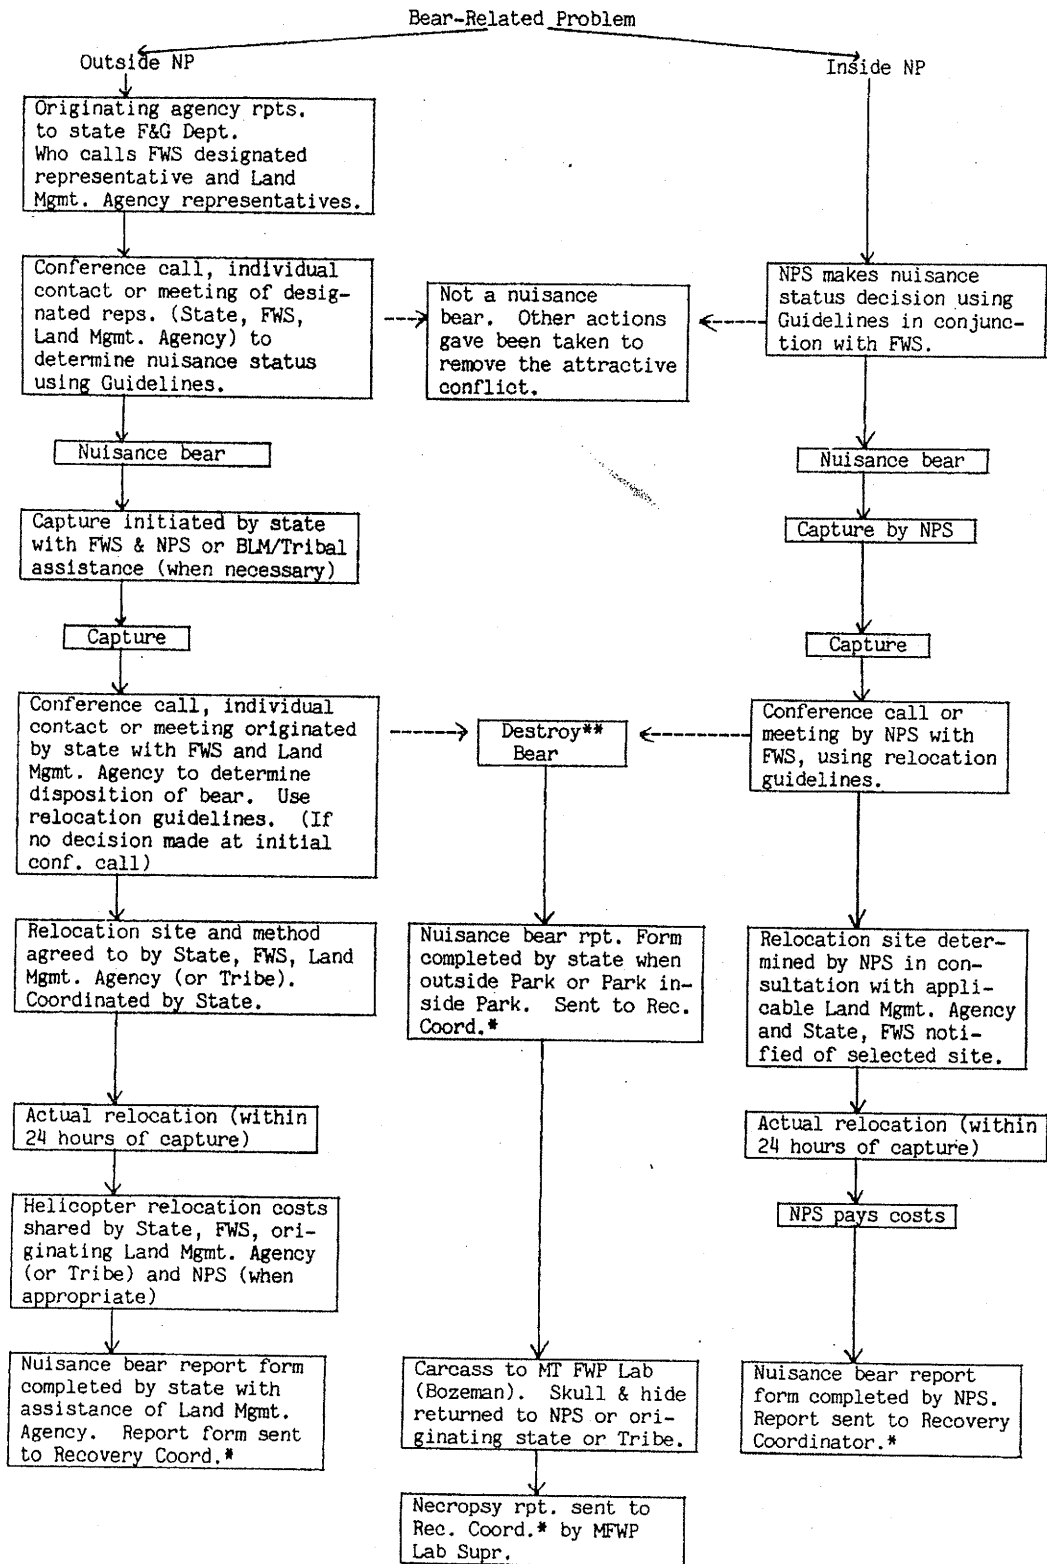 Bear-Related Problem
Outside NP
Inside NP
Originating agency rpts.
to state F&G Dept.
Who calls FWS designated
representative and Land
Mgmt. Agency representatives.
Conference call, individual
contact or meeting of desig-
nated reps. (State, FWS,
Land Mgmt. Agency) to
determine nuisance status
using Guidelines.
Not a nuisance
bear. Other actions
gave been taken to
remove the attractive
conflict.
NPS makes nuisance
status decision using
Guidelines in conjunc-
tion with FWS.
Nuisance bear
Nuisance bear
Capture initiated by state
with FWS & NPS or BLM/Tribal
assistance (when necessary)
Capture by NPS
Capture
Capture
Conference call, individual
contact or meeting originated
by state with FWS and Land
Mgmt. Agency to determine
disposition of bear. Use
relocation guidelines. (If
no decision made at initial
conf. call)
Destroy**
Bear
Conference call or
meeting by NPS with
FWS, using relocation
guidelines.
Relocation site and method
agreed to by State, FWS, Land
Mgmt. Agency (or Tribe).
Coordinated by State.
Nuisance bear rpt. Form
completed by state when
outside Park or Park in-
side Park. Sent to Rec.
Coord.*
Relocation site deter-
mined by NPS in con-
sultation with appli-
cable Land Mgmt. Agency
and State, FWS noti-
fied of selected site.
Actual relocation (within
24 hours of capture)
Actual relocation (within
24 hours of capture)
Helicopter relocation costs
shared by State, FWS, ori-
ginating Land Mgmt. Agency
(or Tribe) and NPS (when
appropriate)
NPS pays costs
Nuisance bear report form
completed by state with
assistance of Land Mgmt.
Agency. Report form sent
to Recovery Coord.*
Carcass to MT FWP Lab
(Bozeman). Skull & hide
returned to NPS or ori-
ginating state or Tribe.
Nuisance bear report
form completed by NPS.
Report sent to Recovery
Coordinator.*
Necropsy rpt. sent to
Rec. Coord.* by MFWP
Lab Supr.